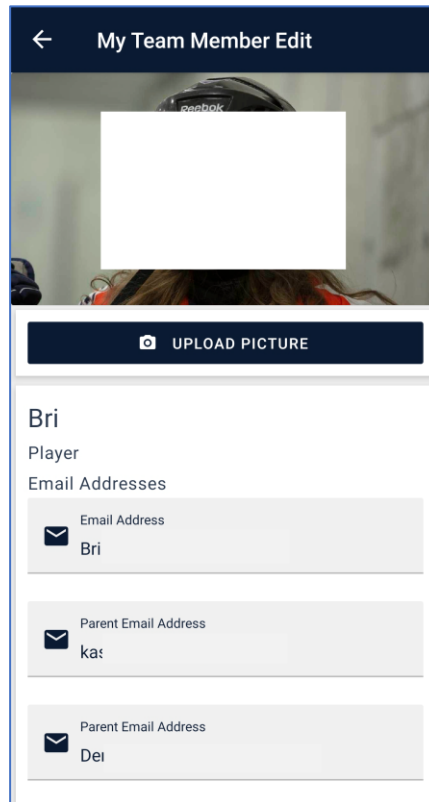 My Team Member Edit
Reebok
UPLOAD PICTURE
Bri
Player
Email Addresses
Email Address
Bri
Parent Email Address
kas
Parent Email Address
Der